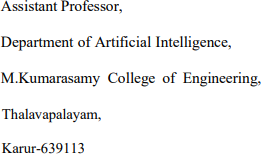 Assistant Professor,
Department of Artificial Intelligence,
M.Kumarasamy College of Engineering,
Thalavapalayam,
Karur-639113